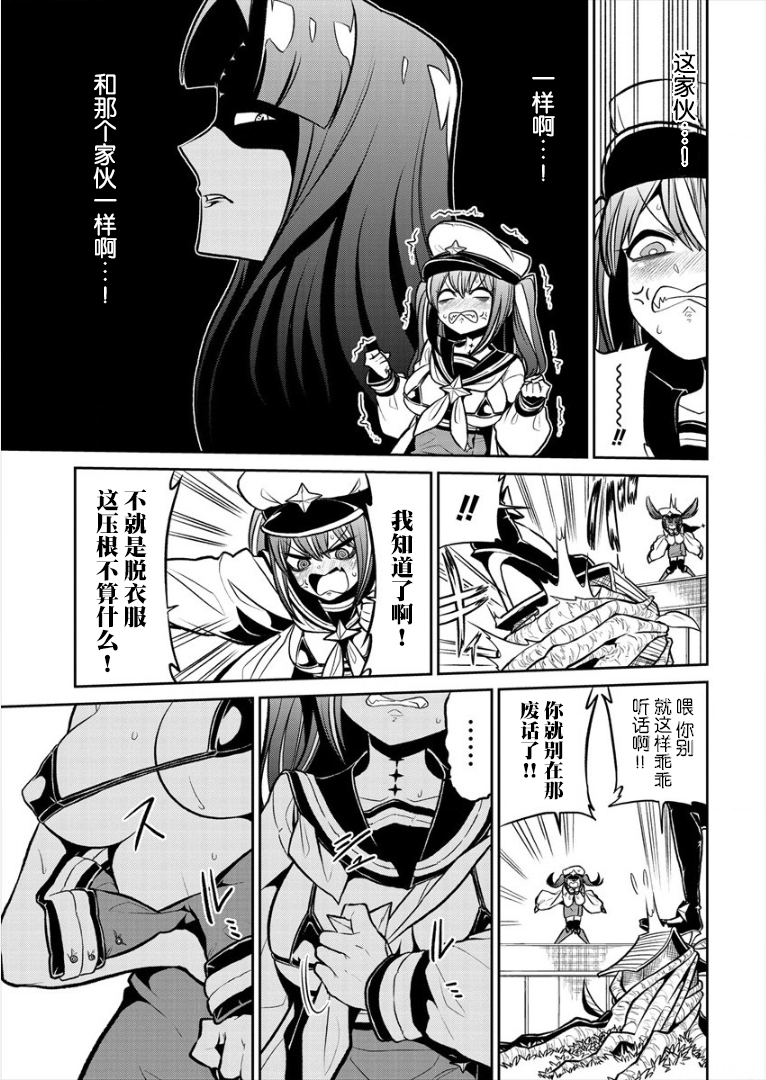 这家伙…！
一样啊…！
和那个家伙一样啊…！
!!
!!
我知道了啊！
不就是脱衣服
这压根不算什么！
喂 你别
就这样乖乖
听话啊!!
你就别在那
废话了!!
……